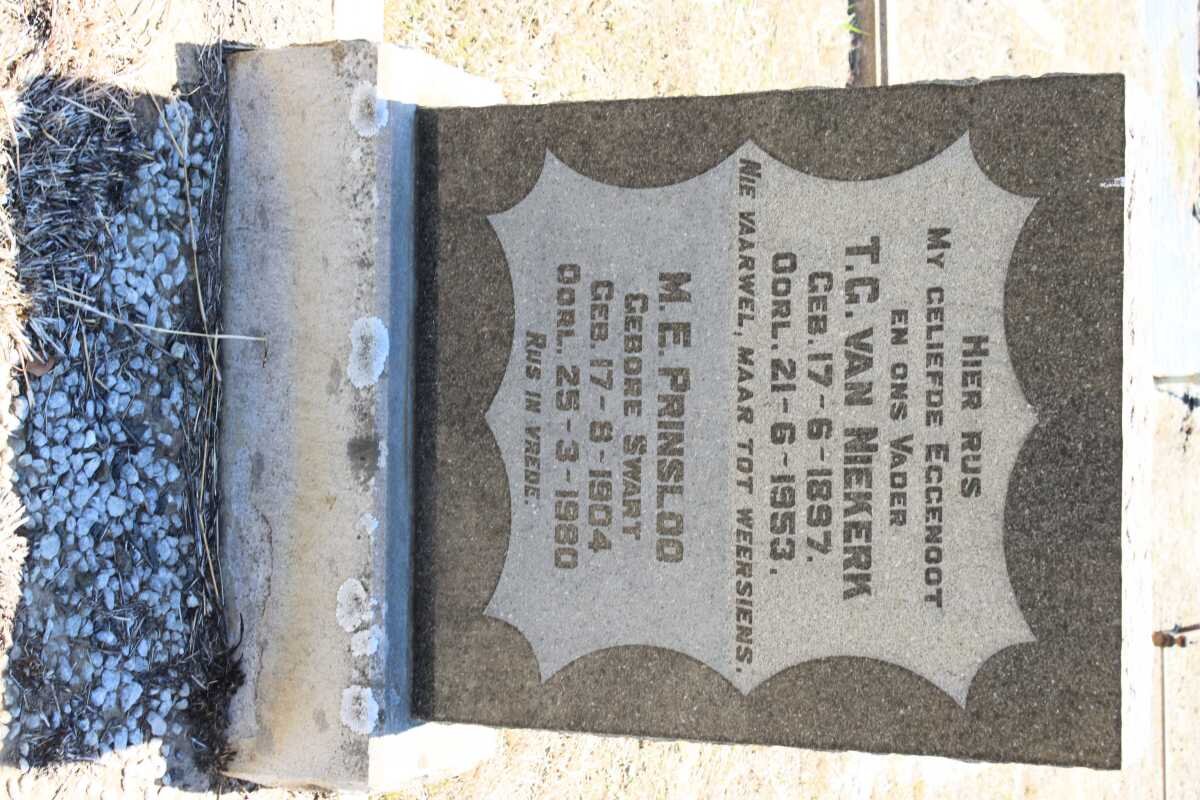 HIER RUS
MY GELIEFDE EGGENOOT
EN ONS VADER
T.G. VAN NIEKERK
GEB. 17-6-1897.
OORL. 21-6-1953.
NIE VAARWEL, MAAR TOT WEERSIENS.
M.E. PRINSLOO
GEBORE SWART
GEB. 17-8-1904
OORL. 25-3-1980
RUS IN VREDE.